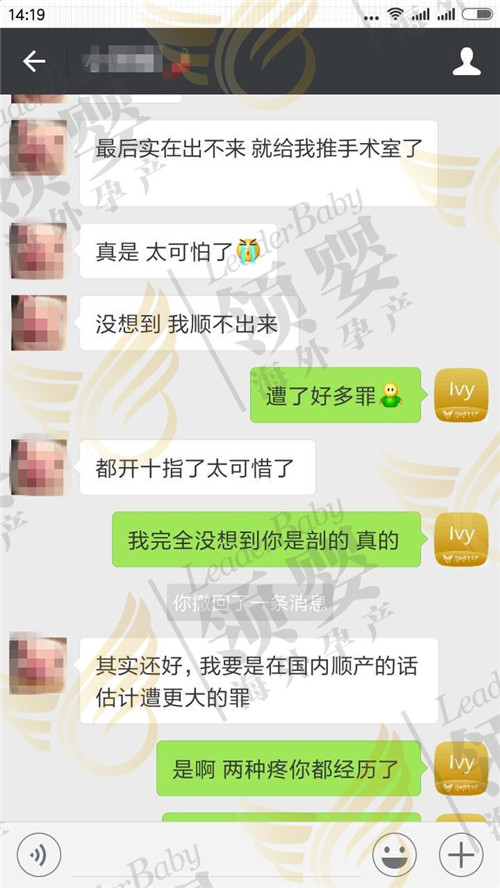 14:19
最后实在出不来 就给我推手术室了
真是 太可怕了
没想到 我顺不出来
遭了好多罪
Ivy
都开十指了太可惜了
我完全没想到你是剖的 真的
Ivy
你撤回了一条消息
其实还好，我要是在国内顺产的话
估计遭更大的罪
是啊 两种疼你都经历了
Ivy
LeaderBaby
领婴
海外孕产